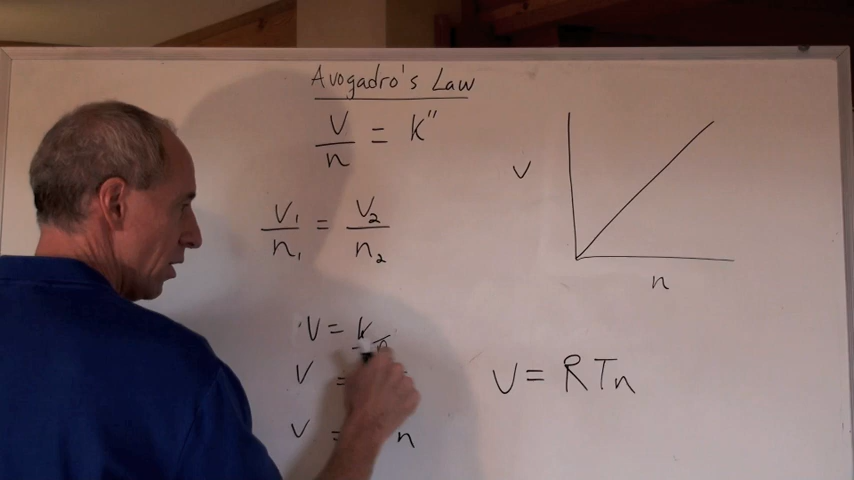 Avogadro's Law
V/n = K"
V₁/n₁ = V₂/n₂
V
n
V = K
V =
V = n
V = RTn